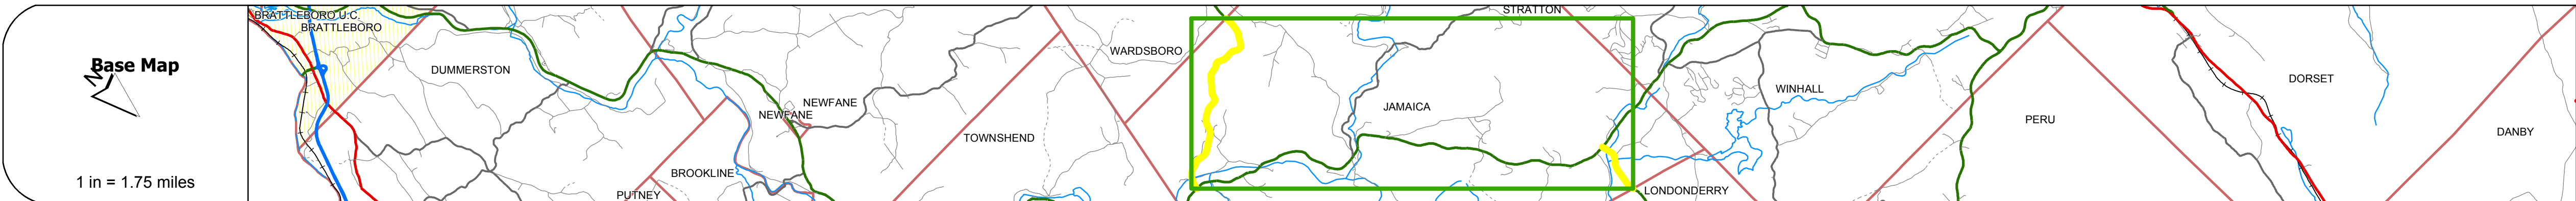 Base Map
N
1 in = 1.75 miles
BRATTLEBORO U.C.
BRATTLEBORO
DUMMERSTON
PUTNEY
BROOKLINE
NEWFANE
NEWFANE
TOWNSHEND
WARDSBORO
JAMAICA
STRATTON
LONDONDERRY
WINHALL
PERU
DORSET
DANBY